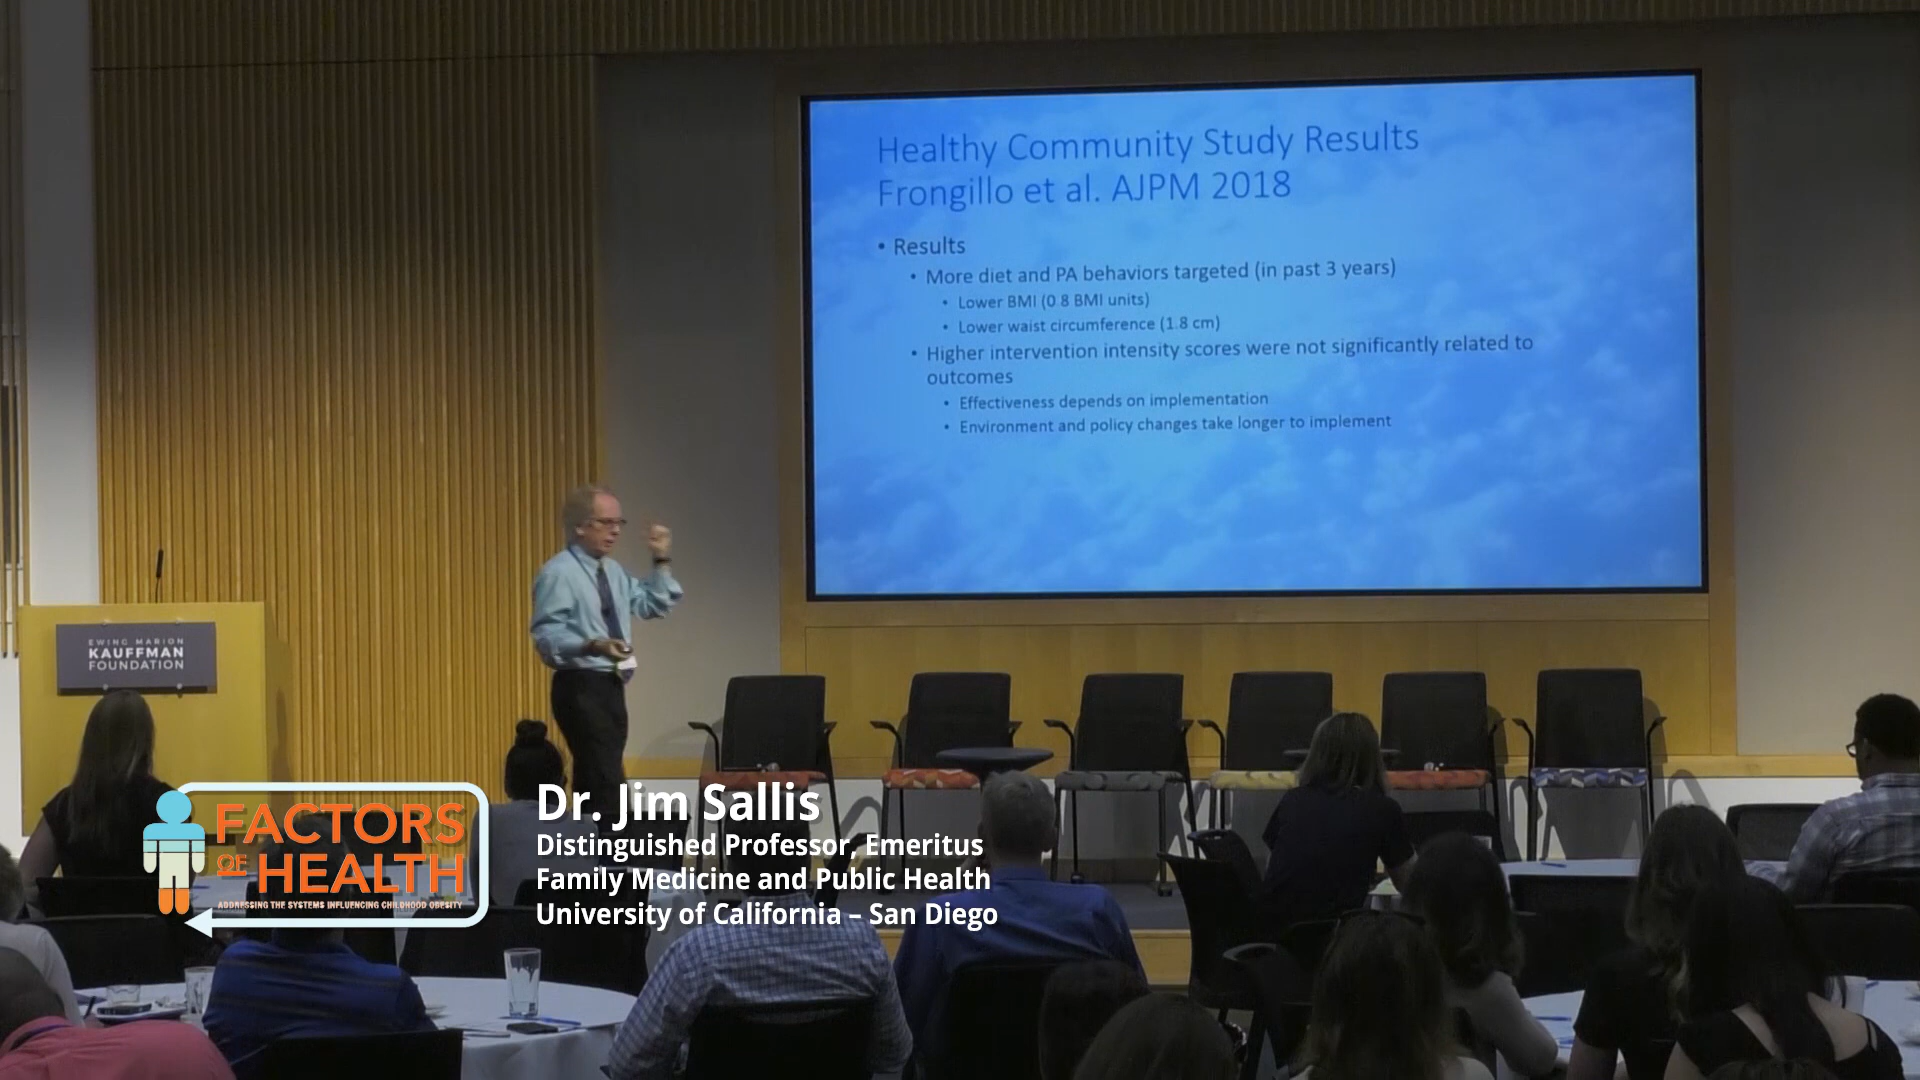 Healthy Community Study Results
Frongillo et al. AJPM 2018
• Results
• More diet and PA behaviors targeted (in past 3 years)
• Lower BMI (0.8 BMI units)
• Lower waist circumference (1.8 cm)
• Higher intervention intensity scores were not significantly related to
outcomes
• Effectiveness depends on implementation
• Environment and policy changes take longer to implement
EWING MARION
KAUFFMAN
FOUNDATION
FACTORS
OF HEALTH
ADDRESSING THE SYSTEMS INFLUENCING CHILDHOOD OBESITY
Dr. Jim Sallis
Distinguished Professor, Emeritus
Family Medicine and Public Health
University of California – San Diego